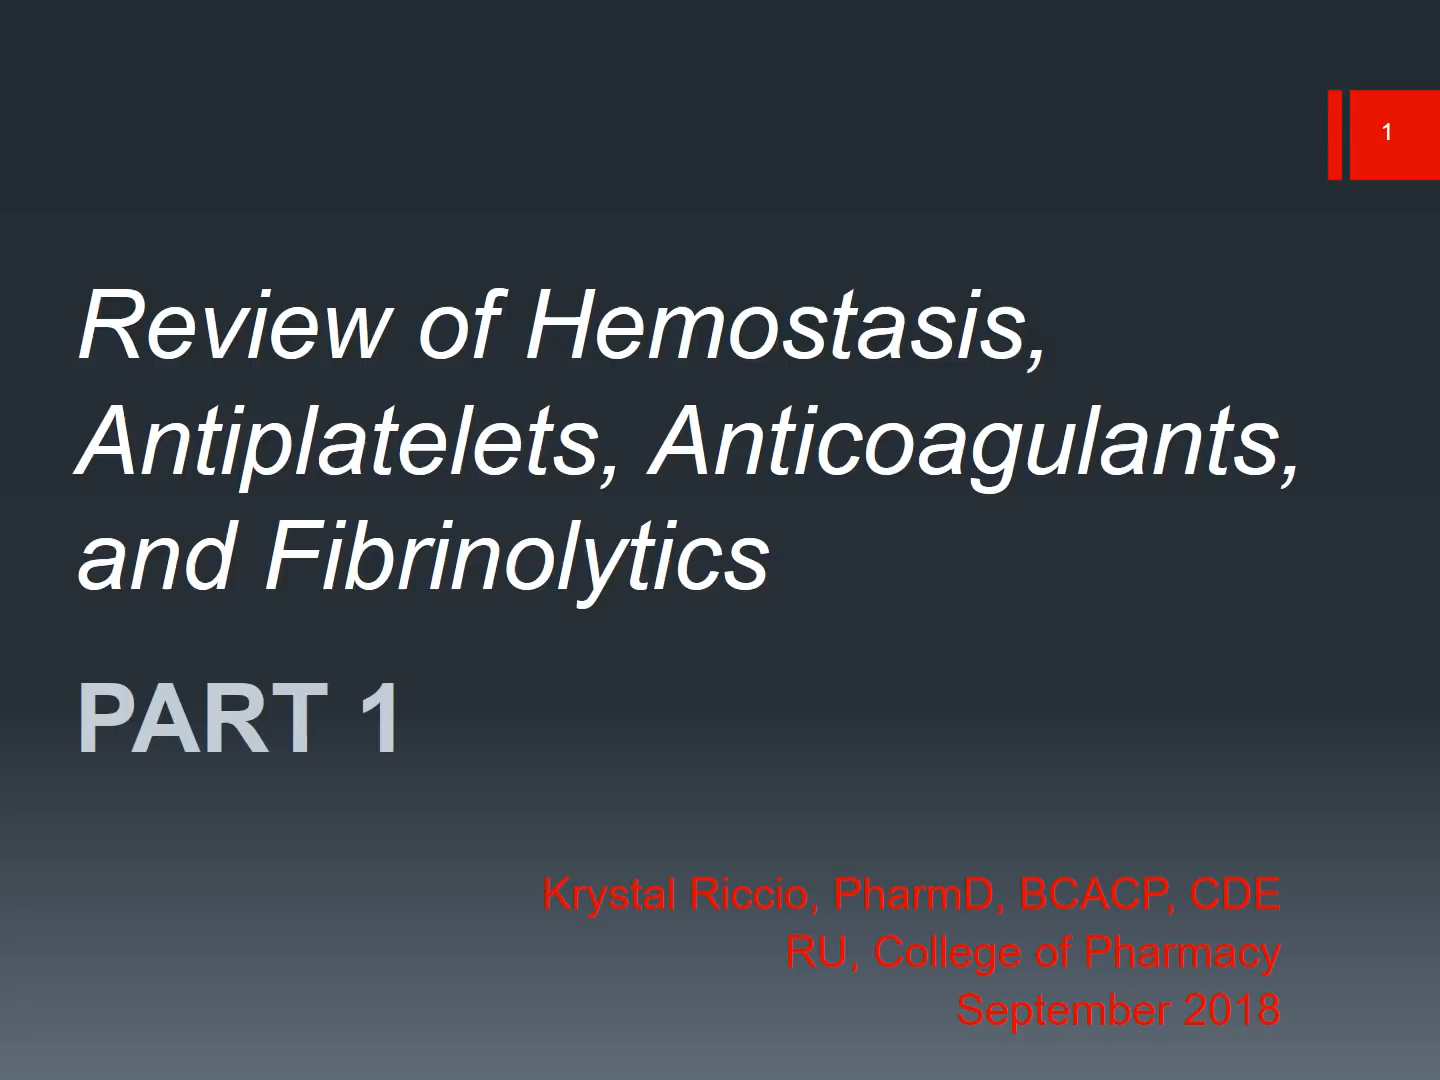 1
Review of Hemostasis,
Antiplatelets, Anticoagulants,
and Fibrinolytics
PART 1
Krystal Riccio, PharmD, BCACP, CDE
RU, College of Pharmacy
September 2018